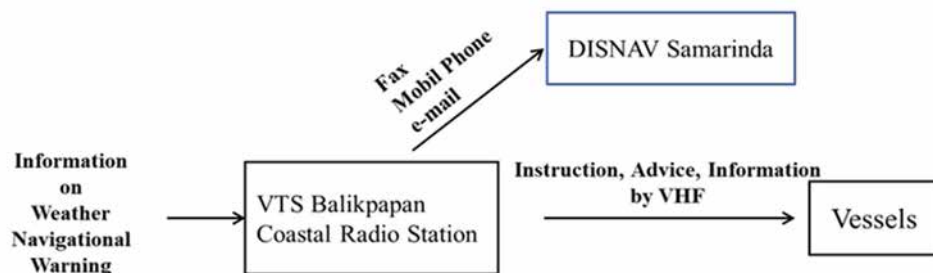 DISNAV Samarinda
Fax
Mobil Phone
e-mail
Information
on
Weather
Navigational
Warning
VTS Balikpapan
Coastal Radio Station
Instruction, Advice, Information
by VHF
Vessels